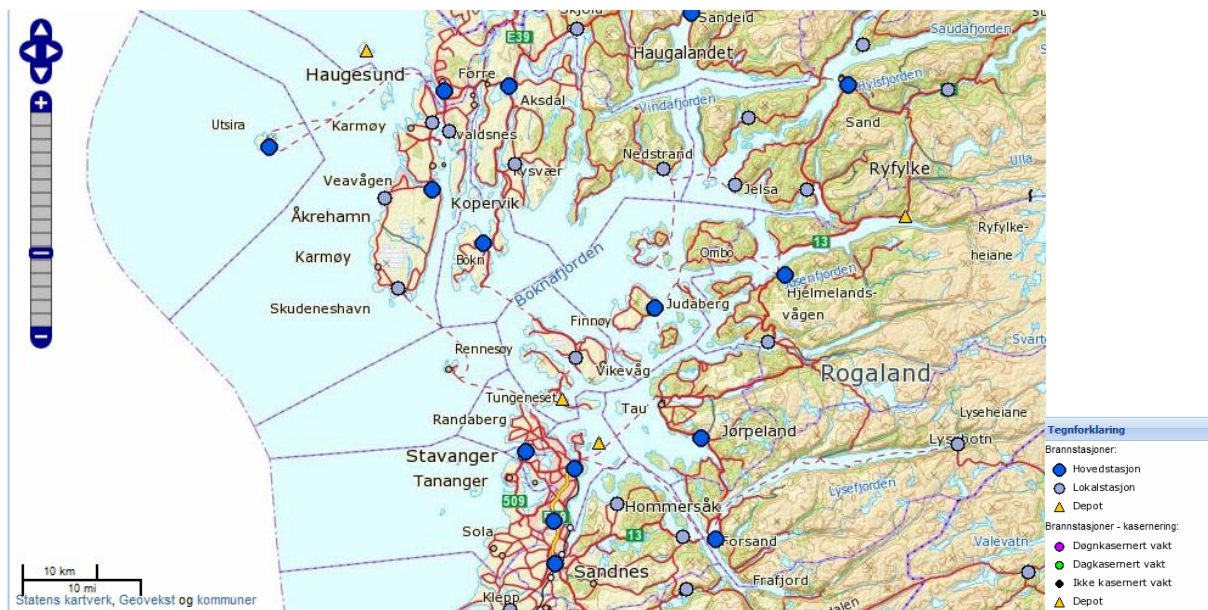 Skjold
Sandeid
Saudafjorden
E39
Haugalandet
Haugesund
Førre
Hylsfjorden
Aksdal
Vindafjorden
Utsira
Karmøy
Avaldsnes
Sand
Nedstrand
Ulla
Tysvær
Ryfylke
Veavågen
Jelsa
Kopervik
Åkrehamn
Ryfylke-
heiane
13
Ombo
Karmøy
Bokn
Boknafjorden
Jøsenfjorden
Hjelmelands-
vågen
Judaberg
Skudeneshavn
Finnøy
Rennesøy
Vikevåg
Rogaland
Tungeneset
Tau
Randaberg
Lyseheiane
Jørpeland
Lysebotn
Stavanger
Tananger
Lysefjorden
509
Hommersåk
Sola
13
Forsand
Valevatn
10 km
10 mi
Sandnes
Frafjord
Klepp
Statens kartverk, Geovekst og kommuner
Tegnforklaring
Brannstasjoner:
Hovedstasjon
Lokalstasjon
Depot
Brannstasjoner - kasernering:
Døgnkasernert vakt
Dagkasernert vakt
Ikke kasernert vakt
Depot